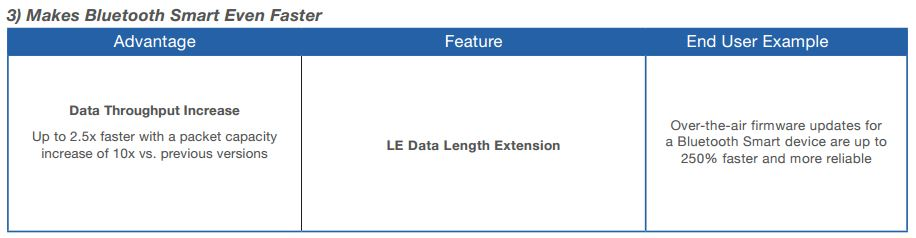 3) Makes Bluetooth Smart Even Faster
Advantage
Feature
End User Example
Data Throughput Increase
Up to 2.5x faster with a packet capacity
increase of 10x vs. previous versions
LE Data Length Extension
Over-the-air firmware updates for
a Bluetooth Smart device are up to
250% faster and more reliable